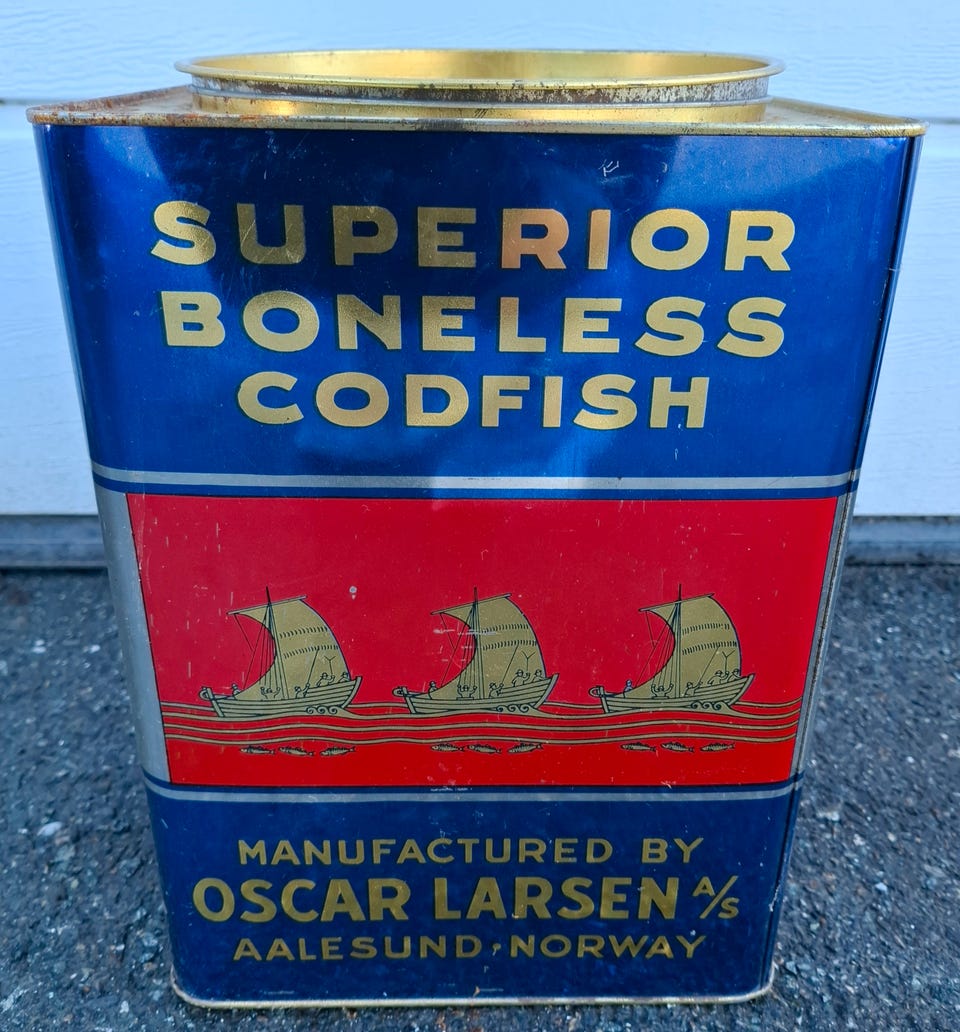 SUPERIOR
BONELESS
CODFISH
MANUFACTURED BY
OSCAR LARSEN A/S
AALESUND, NORWAY